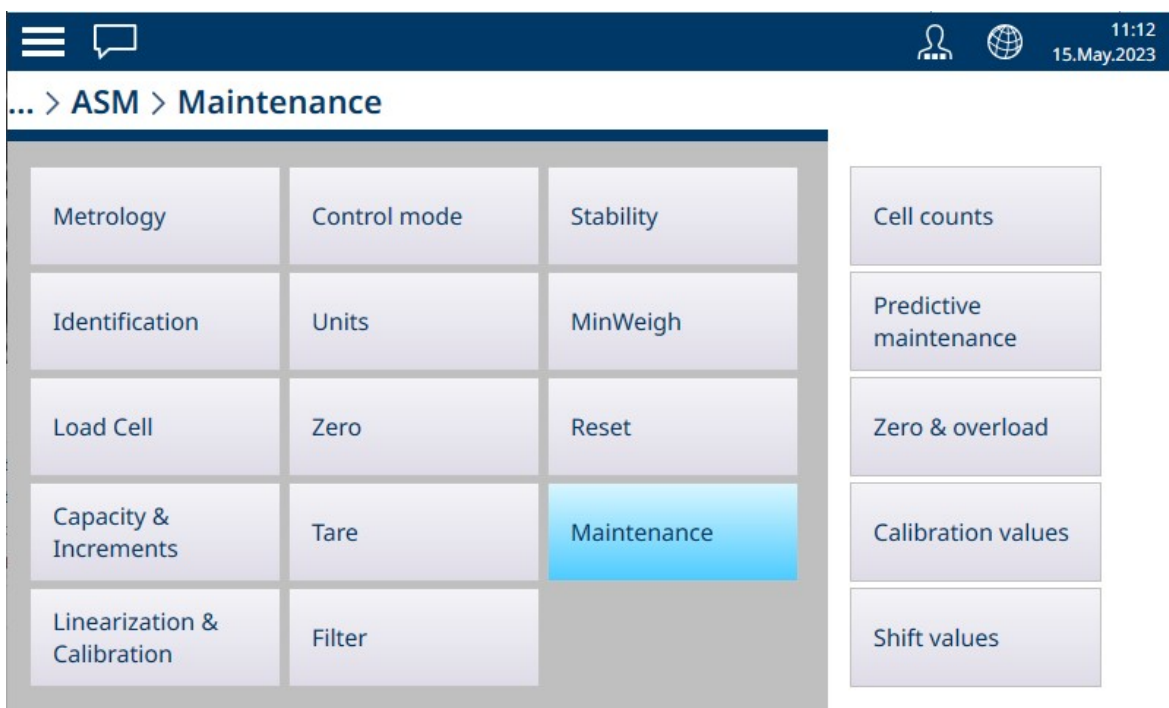 11:12
15.May.2023
... > ASM > Maintenance
Metrology
Control mode
Stability
Cell counts
Identification
Units
MinWeigh
Predictive
maintenance
Load Cell
Zero
Reset
Zero & overload
Capacity &
Increments
Tare
Maintenance
Calibration values
Linearization &
Calibration
Filter
Shift values